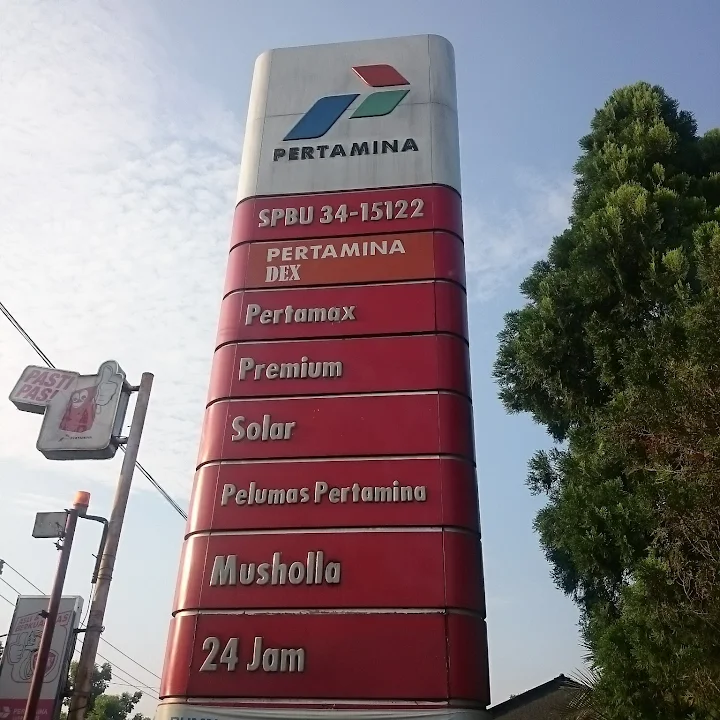 PERTAMINA
SPBU 34-15122
PERTAMINA
DEX
Pertamax
Premium
Solar
Pelumas Pertamina
Musholla
24 Jam
PASTI
PAS!